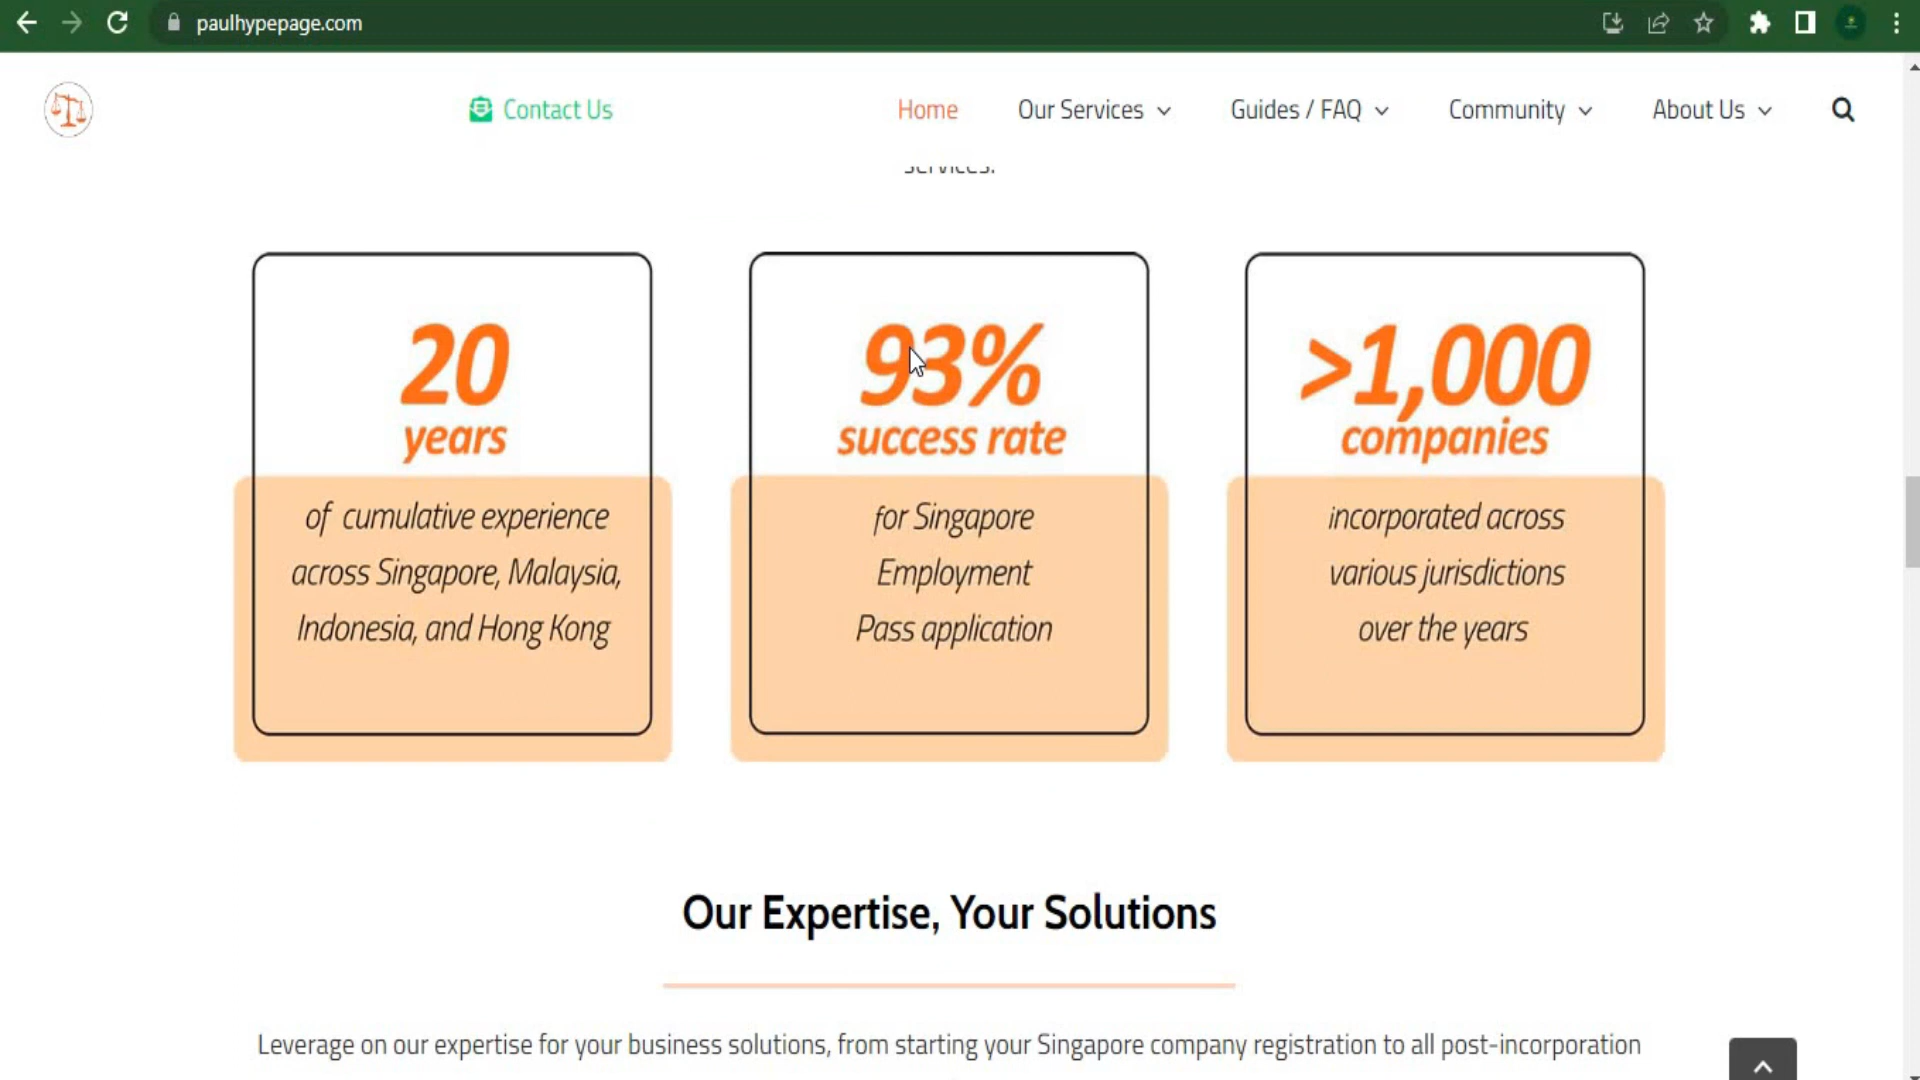 paulhypepage.com
Contact Us
Home
Our Services
Guides / FAQ
Community
About Us
services.
20
years
of cumulative experience
across Singapore, Malaysia,
Indonesia, and Hong Kong
93%
success rate
for Singapore
Employment
Pass application
>1,000
companies
incorporated across
various jurisdictions
over the years
Our Expertise, Your Solutions
Leverage on our expertise for your business solutions, from starting your Singapore company registration to all post-incorporation